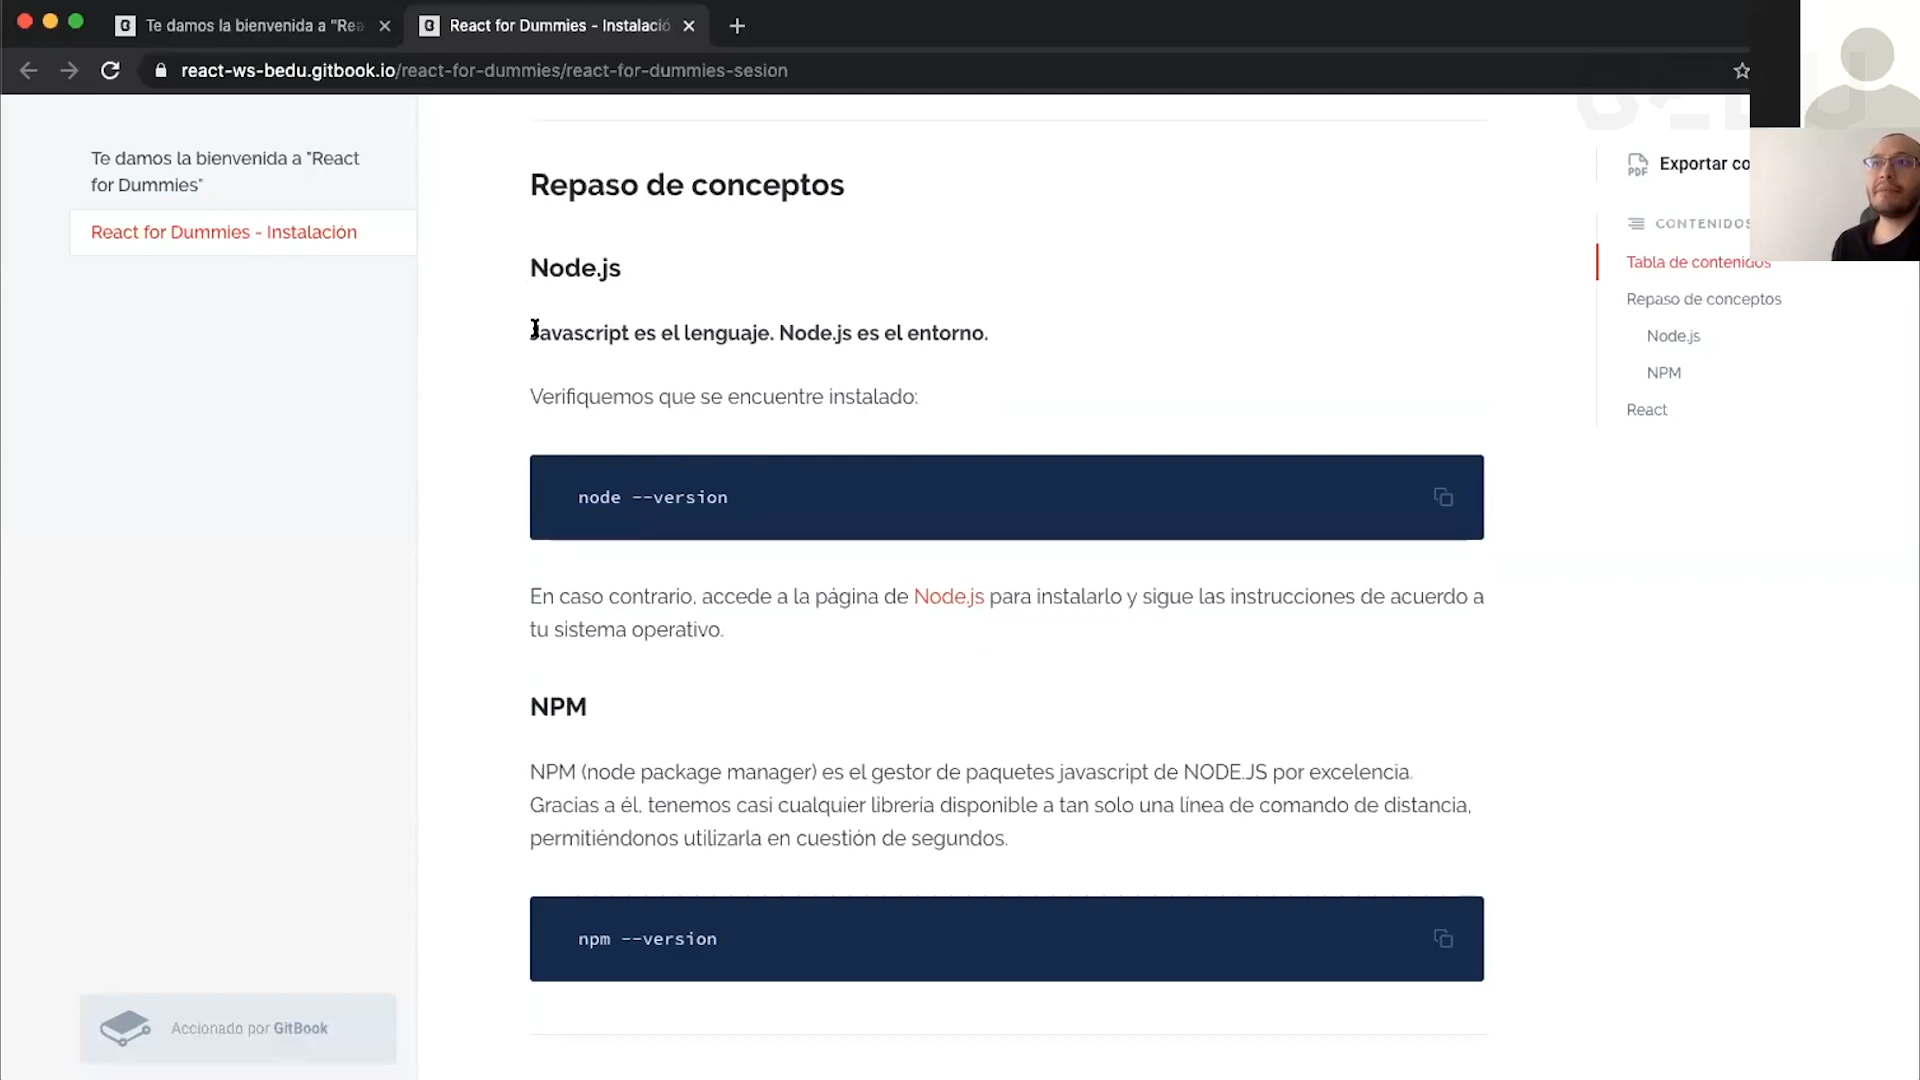 Te damos la bienvenida a "Rea
React for Dummies - Instalació
react-ws-bedu.gitbook.io/react-for-dummies/react-for-dummies-sesion
BEDU
Te damos la bienvenida a "React
for Dummies"
React for Dummies - Instalación
Repaso de conceptos
Node.js
Javascript es el lenguaje. Node.js es el entorno.
Verifiquemos que se encuentre instalado:
node --version
En caso contrario, accede a la página de Node.js para instalarlo y sigue las instrucciones de acuerdo a
tu sistema operativo.
NPM
NPM (node package manager) es el gestor de paquetes javascript de NODE.JS por excelencia.
Gracias a él, tenemos casi cualquier librería disponible a tan solo una línea de comando de distancia,
permitiéndonos utilizarla en cuestión de segundos.
npm --version
PDF
Exportar co
CONTENIDOS
Tabla de contenidos
Repaso de conceptos
Node.js
NPM
React
Accionado por GitBook